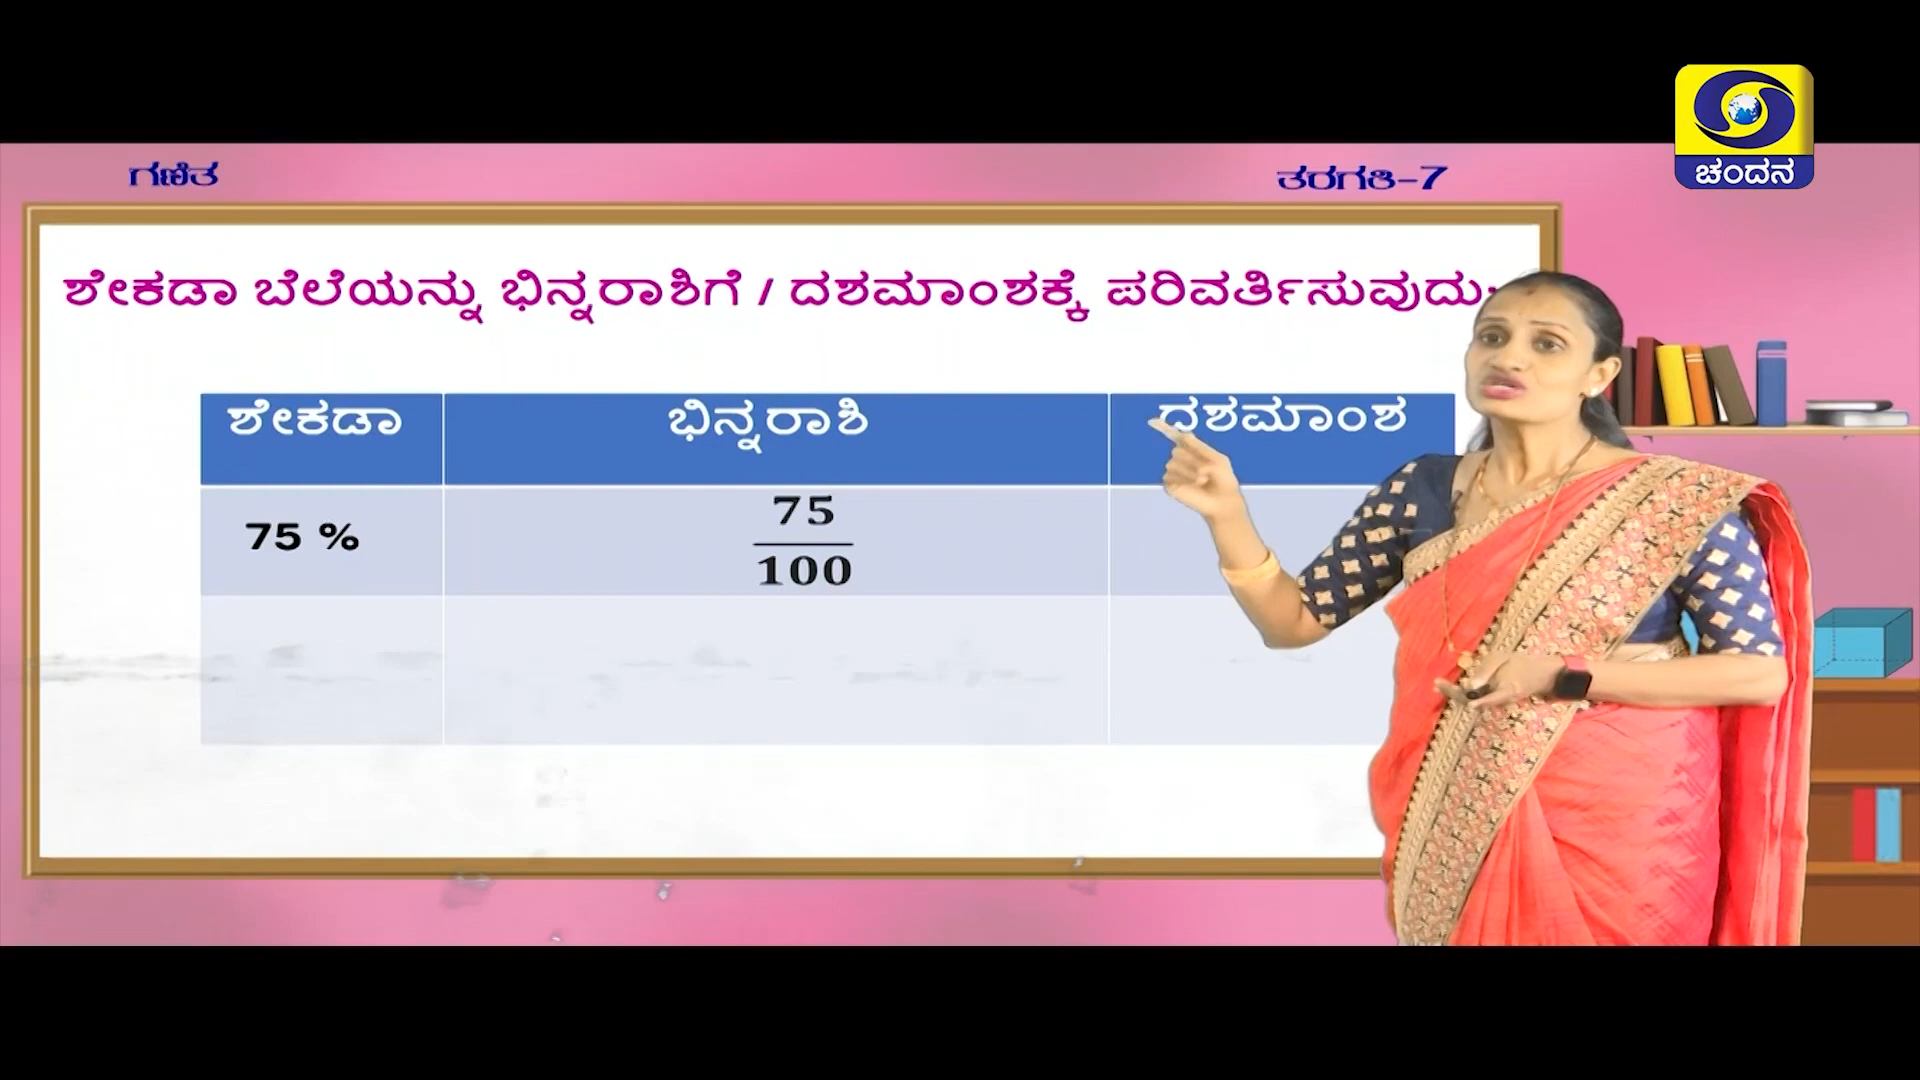 ಚಂದನ
ಗಣಿತ
ತರಗತಿ-7
ಶೇಕಡಾ ಬೆಲೆಯನ್ನು ಭಿನ್ನರಾಶಿಗೆ / ದಶಮಾಂಶಕ್ಕೆ ಪರಿವರ್ತಿಸುವುದು:
ಶೇಕಡಾ ಭಿನ್ನರಾಶಿ ದಶಮಾಂಶ
75 %
75
100